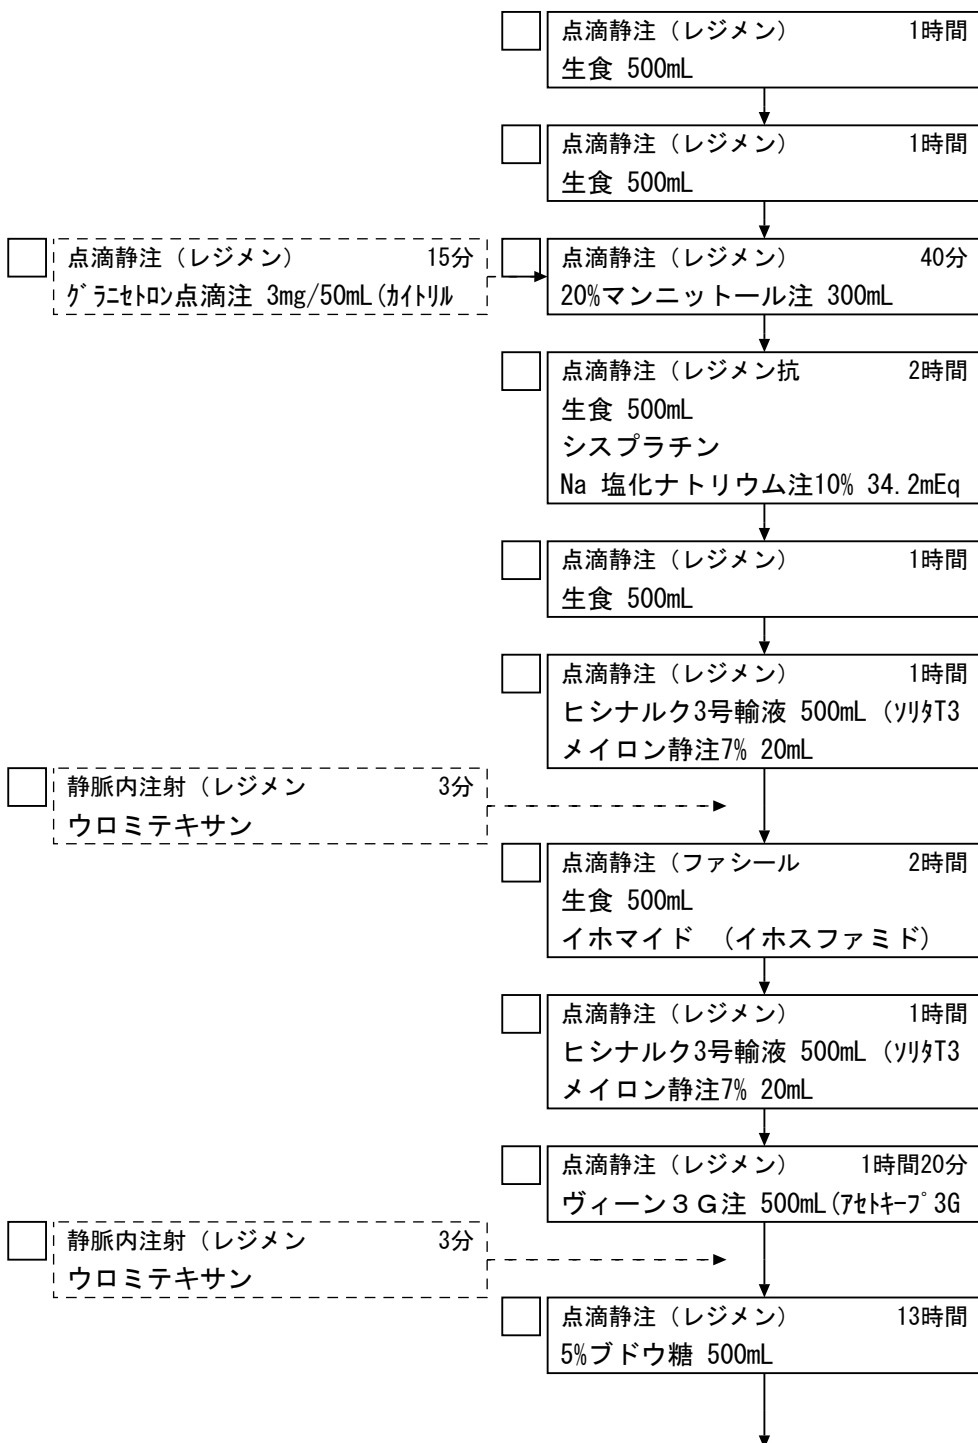 点滴静注（レジメン） 1時間
生食 500mL
点滴静注（レジメン） 1時間
生食 500mL
点滴静注（レジメン） 15分
グラニセトロン点滴注 3mg/50mL(カイトリル
点滴静注（レジメン） 40分
20%マンニットール注 300mL
点滴静注（レジメン抗 2時間
生食 500mL
シスプラチン
Na 塩化ナトリウム注10% 34.2mEq
点滴静注（レジメン） 1時間
生食 500mL
点滴静注（レジメン） 1時間
ヒシナルク3号輸液 500mL (ソリタT3
メイロン静注7% 20mL
静脈内注射（レジメン 3分
ウロミテキサン
点滴静注（ファシール 2時間
生食 500mL
イホマイド （イホスファミド）
点滴静注（レジメン） 1時間
ヒシナルク3号輸液 500mL (ソリタT3
メイロン静注7% 20mL
点滴静注（レジメン） 1時間20分
ヴィーン３Ｇ注 500mL(アセトキープ3G
静脈内注射（レジメン 3分
ウロミテキサン
点滴静注（レジメン） 13時間
5%ブドウ糖 500mL